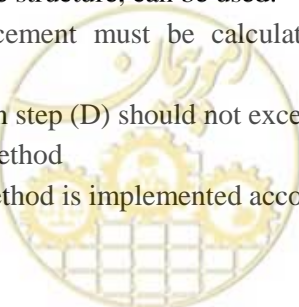 e structure, can be used.
cement must be calculat
n step (D) should not exce
ethod
ethod is implemented acco